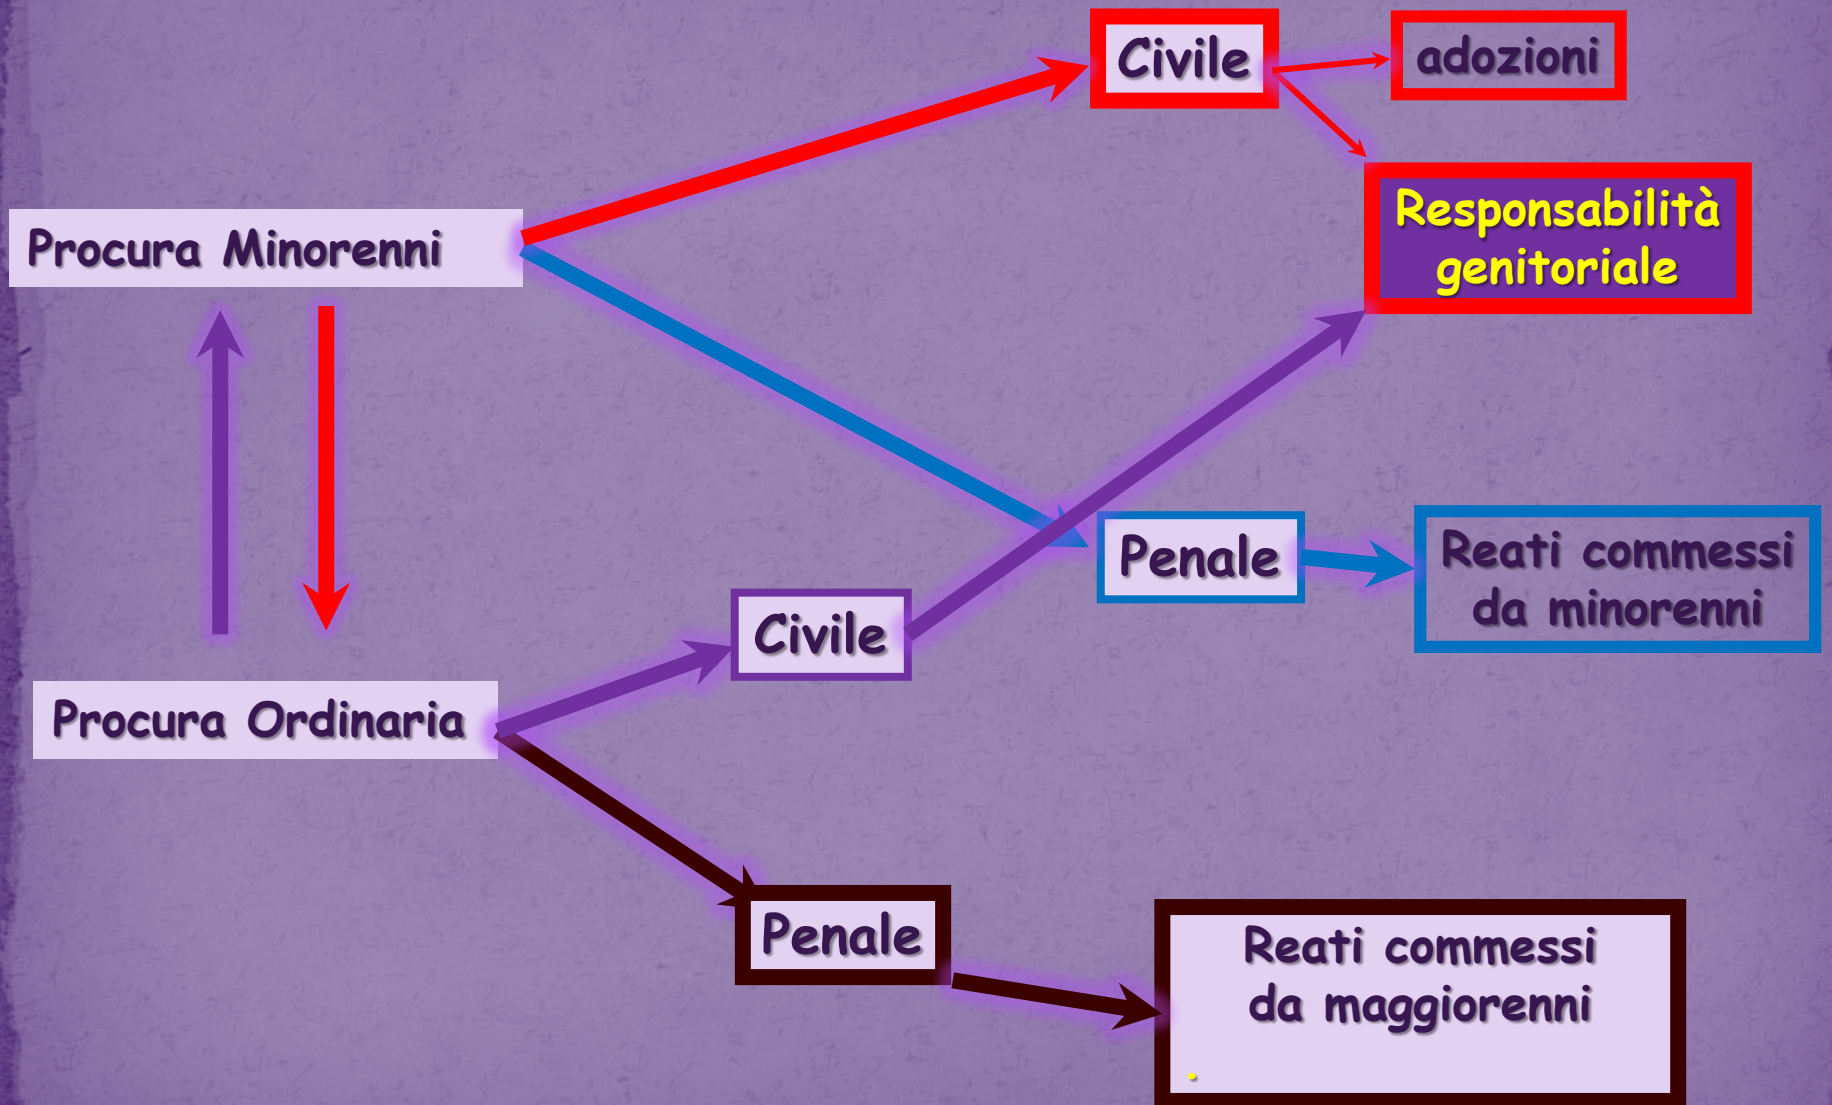 Civile
adozioni
Responsabilità
genitoriale
Procura Minorenni
Penale
Reati commessi
da minorenni
Civile
Procura Ordinaria
Penale
Reati commessi
da maggiorenni
.